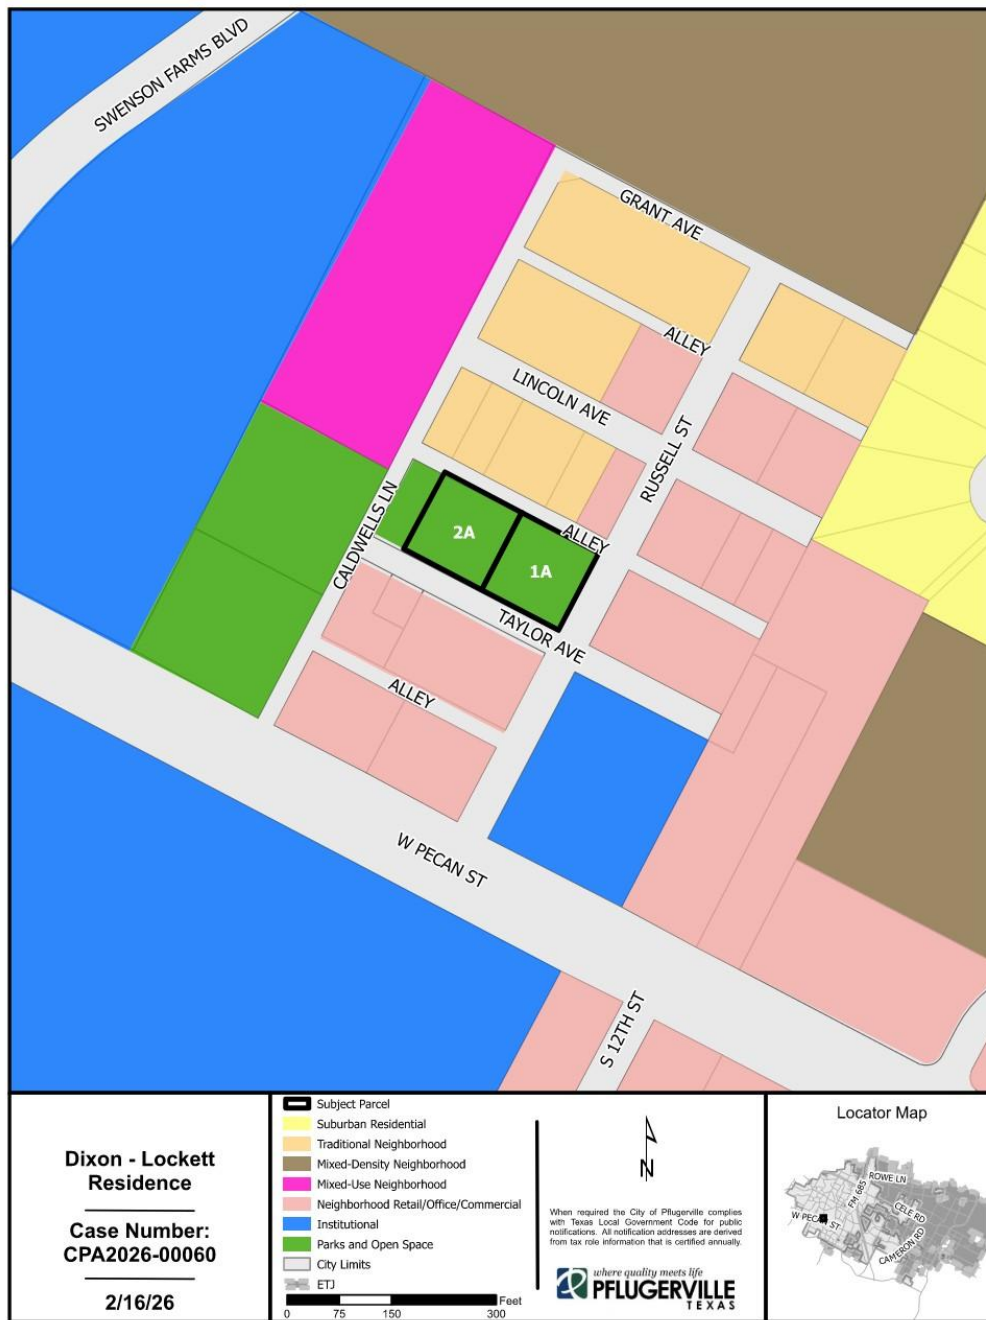 SWENSON FARMS BLVD
GRANT AVE
ALLEY
LINCOLN AVE
RUSSELL ST
CALDWELLS LN
2A
ALLEY
1A
TAYLOR AVE
ALLEY
W PECAN ST
S 12TH ST
Dixon - Lockett
Residence
Case Number:
CPA2026-00060
2/16/26
Subject Parcel
Suburban Residential
Traditional Neighborhood
Mixed-Density Neighborhood
Mixed-Use Neighborhood
Neighborhood Retail/Office/Commercial
Institutional
Parks and Open Space
City Limits
ETJ
Feet
0 75 150 300
N
When required the City of Pflugerville complies
with Texas Local Government Code for public
notifications. All notification addresses are derived
from tax role information that is certified annually.
where quality meets life
PFLUGERVILLE
TEXAS
Locator Map
ROWE LN
FM 685
CELE RD
W PECAN ST
CAMERON RD